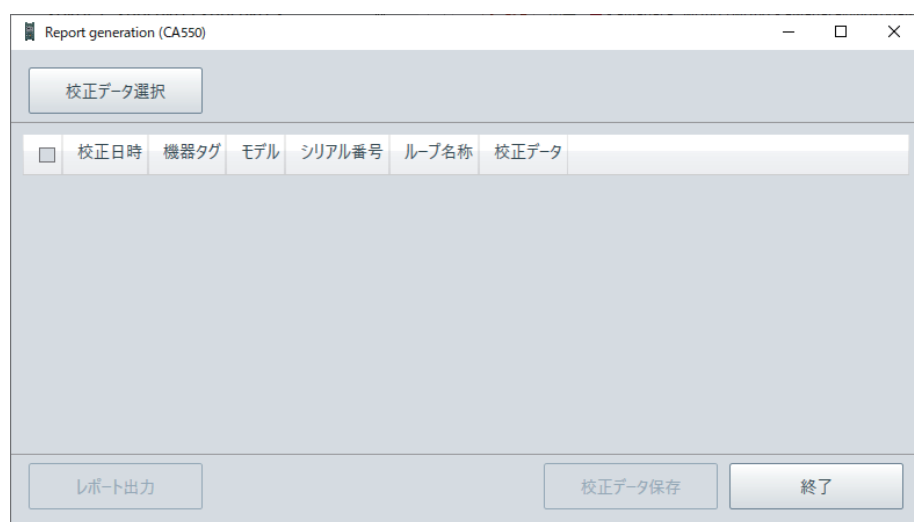 Report generation (CA550)
校正データ選択
校正日時 機器タグ モデル シリアル番号 ループ名称 校正データ
レポート出力 校正データ保存 終了